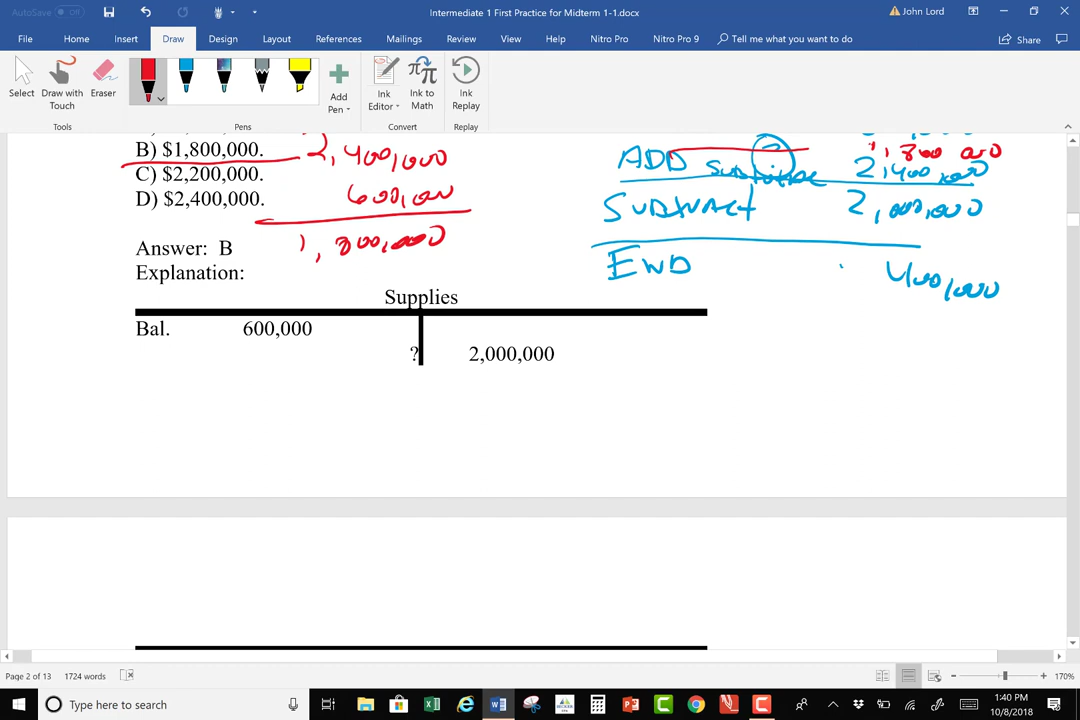 AutoSave Off
Intermediate 1 First Practice for Midterm 1-1.docx
John Lord
File Home Insert Draw Design Layout References Mailings Review View Help Nitro Pro Nitro Pro 9 Tell me what you want to do Share
Select
Draw with Touch
Eraser
Add Pen
Ink Editor
Ink to Math
Ink Replay
Tools Pens Convert Replay
B) $1,800,000.
C) $2,200,000.
D) $2,400,000.
2,400,000
600,000
1,800,000
ADD
?
1,800,000
2,400,000
SUBTRACT 2,000,000
END 400,000
Answer: B
Explanation:
Supplies
Bal. 600,000
? 2,000,000
Page 2 of 13 1724 words 170%
Type here to search
1:40 PM
10/8/2018